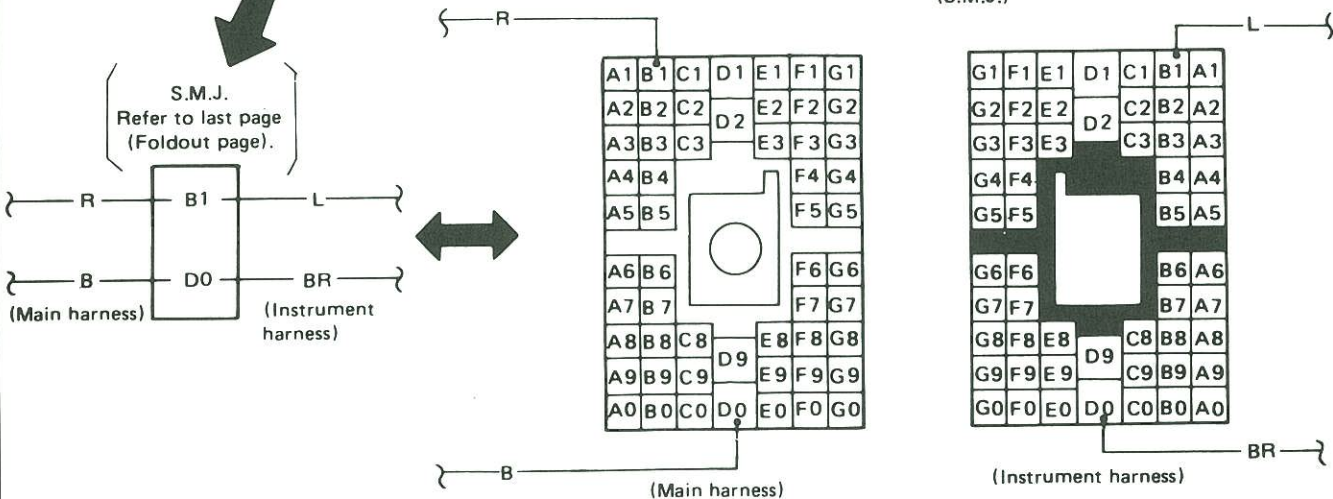 (S.M.J.)
S.M.J.
Refer to last page
(Foldout page).
R B1 L
B D0 BR
(Main harness) (Instrument
harness)
R
A1 B1 C1 D1 E1 F1 G1
A2 B2 C2 D2 E2 F2 G2
A3 B3 C3 E3 F3 G3
A4 B4 F4 G4
A5 B5 F5 G5
A6 B6 F6 G6
A7 B7 F7 G7
A8 B8 C8 D9 E8 F8 G8
A9 B9 C9 E9 F9 G9
A0 B0 C0 D0 E0 F0 G0
B
(Main harness)
L
G1 F1 E1 D1 C1 B1 A1
G2 F2 E2 D2 C2 B2 A2
G3 F3 E3 C3 B3 A3
G4 F4 B4 A4
G5 F5 B5 A5
G6 F6 B6 A6
G7 F7 B7 A7
G8 F8 E8 D9 C8 B8 A8
G9 F9 E9 C9 B9 A9
G0 F0 E0 D0 C0 B0 A0
BR
(Instrument harness)